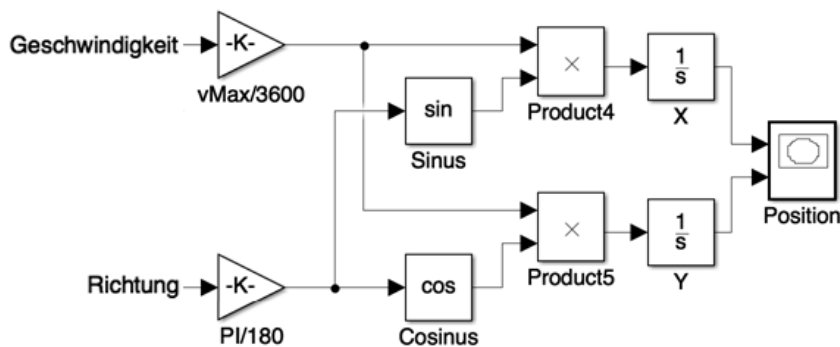 Geschwindigkeit
-K-
vMax/3600
sin
Sinus
×
Product4
1
s
X
Position
Richtung
-K-
PI/180
cos
Cosinus
×
Product5
1
s
Y